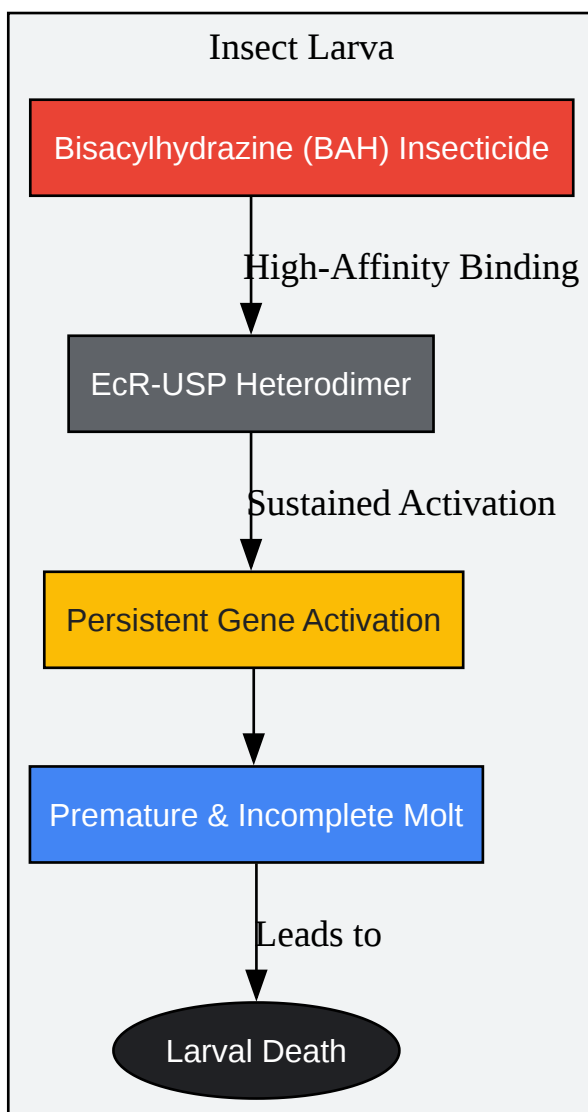 Insect Larva
Bisacylhydrazine (BAH) Insecticide
High-Affinity Binding
EcR-USP Heterodimer
Sustained Activation
Persistent Gene Activation
Premature & Incomplete Molt
Leads to
Larval Death